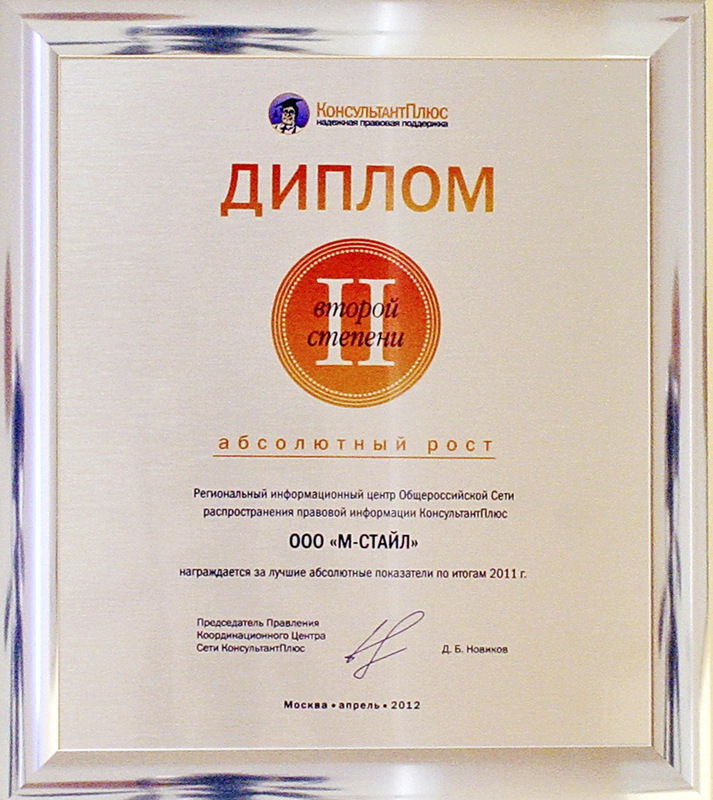 КонсультантПлюс
надежная правовая поддержка
ДИПЛОМ
II
второй
степени
абсолютный рост
Региональный информационный центр Общероссийской Сети
распространения правовой информации КонсультантПлюс
ООО «М-СТАЙЛ»
награждается за лучшие абсолютные показатели по итогам 2011 г.
Председатель Правления
Координационного Центра
Сети КонсультантПлюс
Д. Б. Новиков
Москва • апрель • 2012